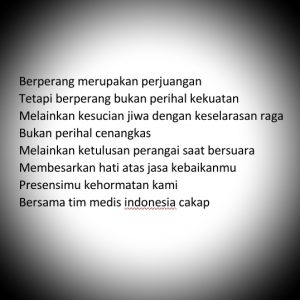 Berperang merupakan perjuangan
Tetapi berperang bukan perihal kekuatan
Melainkan kesucian jiwa dengan keselarasan raga
Bukan perihal cenangkas
Melainkan ketulusan perangai saat bersuara
Membesarkan hati atas jasa kebaikanmu
Presensimu kehormatan kami
Bersama tim medis indonesia cakap